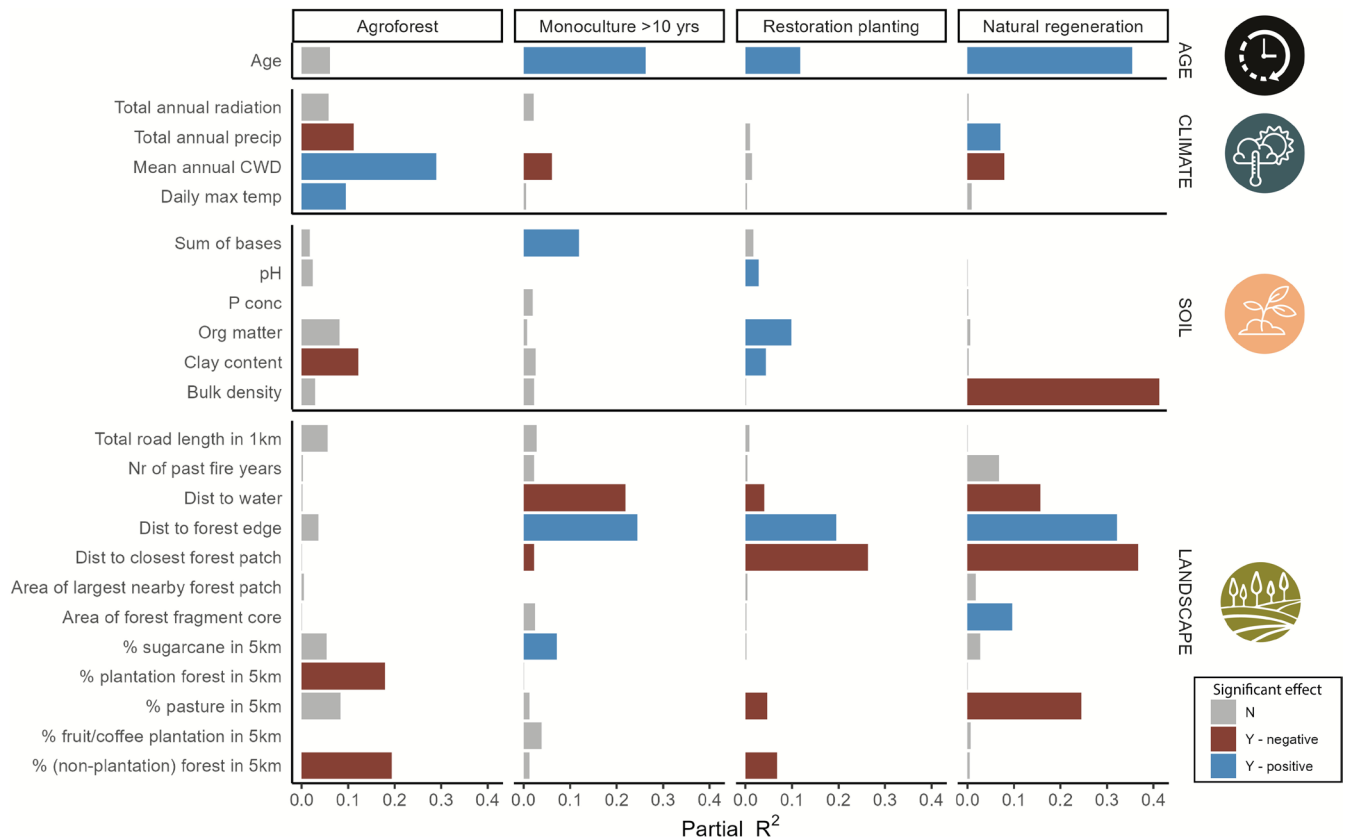 Agroforest
Monoculture >10 yrs
Restoration planting
Natural regeneration
Age
AGE
Total annual radiation
Total annual precip
Mean annual CWD
Daily max temp
CLIMATE
Sum of bases
pH
P conc
Org matter
Clay content
Bulk density
SOIL
Total road length in 1km
Nr of past fire years
Dist to water
Dist to forest edge
Dist to closest forest patch
Area of largest nearby forest patch
Area of forest fragment core
% sugarcane in 5km
% plantation forest in 5km
% pasture in 5km
% fruit/coffee plantation in 5km
% (non-plantation) forest in 5km
LANDSCAPE
Significant effect
N
Y - negative
Y - positive
0.0 0.1 0.2 0.3 0.4 0.0 0.1 0.2 0.3 0.4 0.0 0.1 0.2 0.3 0.4 0.0 0.1 0.2 0.3 0.4
Partial R²